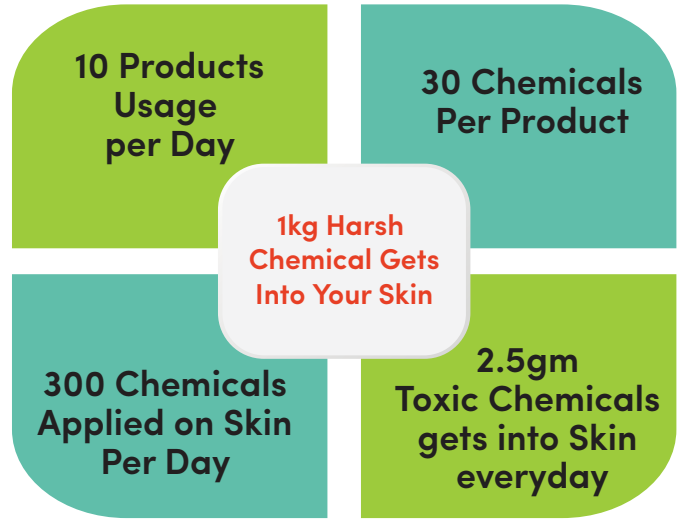 10 Products
Usage
per Day
30 Chemicals
Per Product
1kg Harsh
Chemical Gets
Into Your Skin
300 Chemicals
Applied on Skin
Per Day
2.5gm
Toxic Chemicals
gets into Skin
everyday